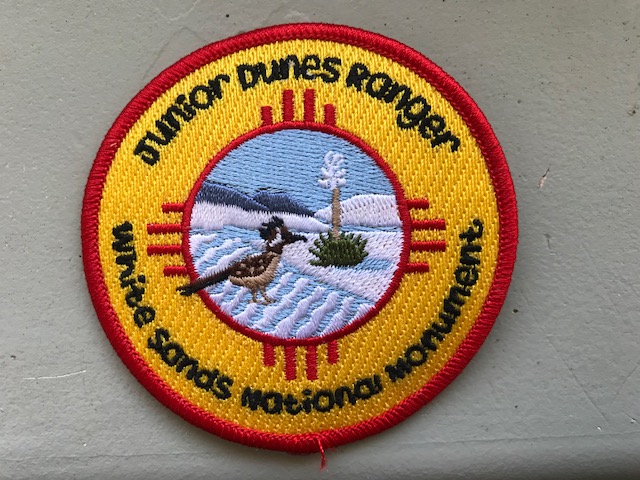 Junior Dunes Ranger
White Sands National Monument